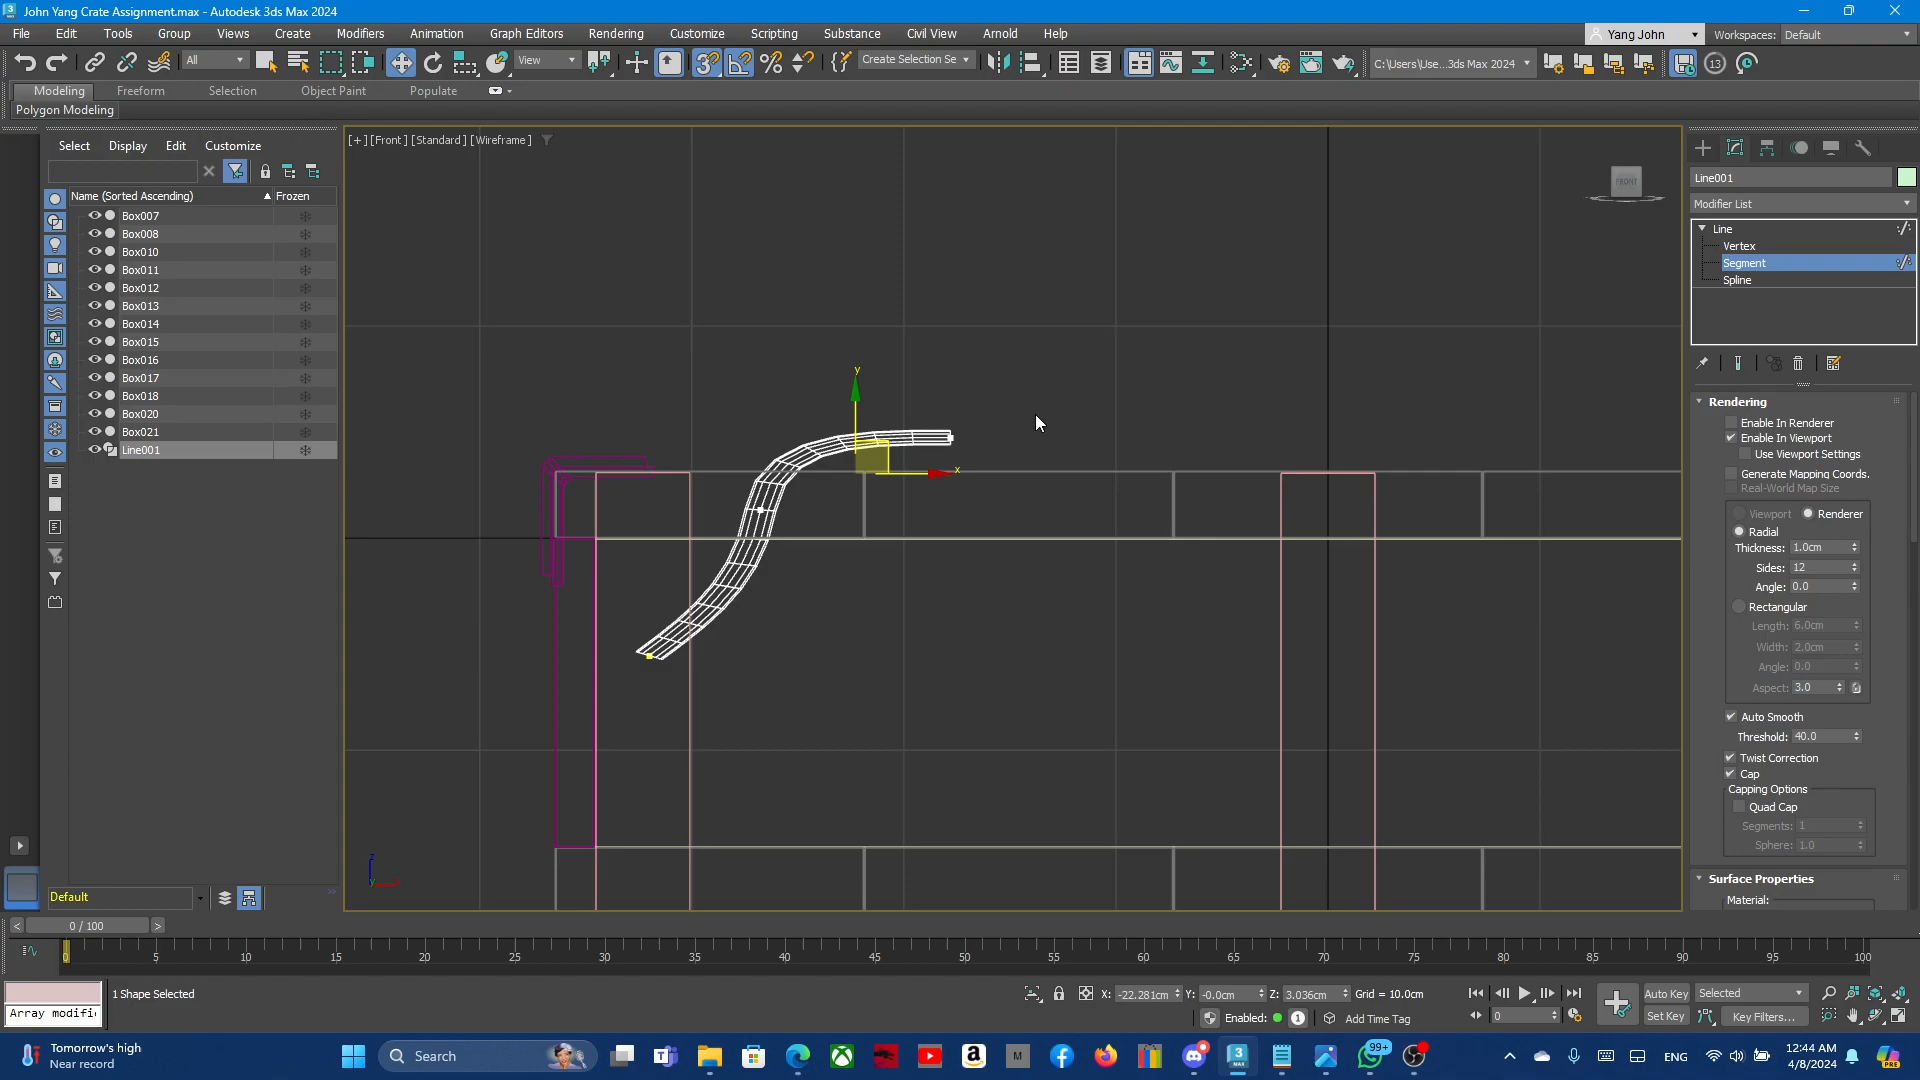 John Yang Crate Assignment.max - Autodesk 3ds Max 2024
File Edit Tools Group Views Create Modifiers Animation Graph Editors Rendering Customize Scripting Substance Civil View Arnold Help
Yang John
Workspaces: Default
All
View
Create Selection Se
C:\Users\Use...3ds Max 2024
13
Modeling Freeform Selection Object Paint Populate
Polygon Modeling
Select Display Edit Customize
Name (Sorted Ascending) Frozen
Box007
Box008
Box010
Box011
Box012
Box013
Box014
Box015
Box016
Box017
Box018
Box020
Box021
Line001
Default
[+] [Front] [Standard] [Wireframe]
FRONT
y
x
z
y
Line001
Modifier List
Line
Vertex
Segment
Spline
Rendering
Enable In Renderer
Enable In Viewport
Use Viewport Settings
Generate Mapping Coords.
Real-World Map Size
Viewport Renderer
Radial
Thickness: 1.0cm
Sides: 12
Angle: 0.0
Rectangular
Length: 6.0cm
Width: 2.0cm
Angle: 0.0
Aspect: 3.0
Auto Smooth
Threshold: 40.0
Twist Correction
Cap
Capping Options
Quad Cap
Segments: 1
Sphere: 1.0
Surface Properties
Material:
< 0 / 100 >
0 5 10 15 20 25 30 35 40 45 50 55 60 65 70 75 80 85 90 95 100
1 Shape Selected
Array modifi
X: -22.281cm Y: -0.0cm Z: 3.036cm Grid = 10.0cm
Enabled: 1 Add Time Tag
0
Auto Key Selected
Set Key Key Filters...
Tomorrow's high
Near record
Search
M
99+
3
MAX
ENG
12:44 AM
4/8/2024
PRE